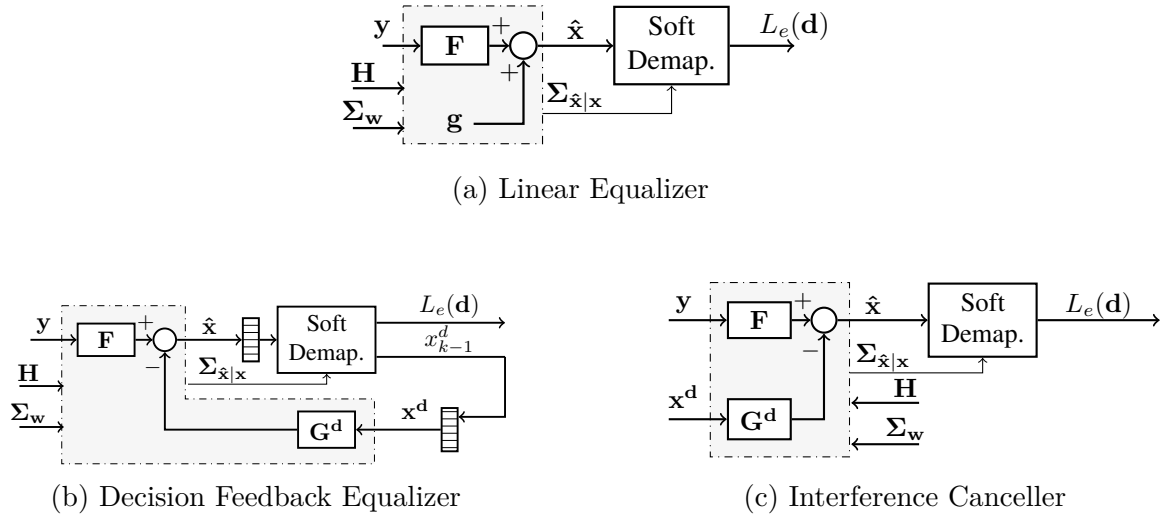 y
F
+
x̂
Soft
Demap.
L_e(d)
H
+
Σ_x̂|x
Σ_w
g
(a) Linear Equalizer
y
F
+
−
x̂
Soft
Demap.
L_e(d)
x^d_{k−1}
H
Σ_x̂|x
Σ_w
G^d
x^d
(b) Decision Feedback Equalizer
y
F
+
−
x̂
Soft
Demap.
L_e(d)
Σ_x̂|x
H
x^d
G^d
Σ_w
(c) Interference Canceller